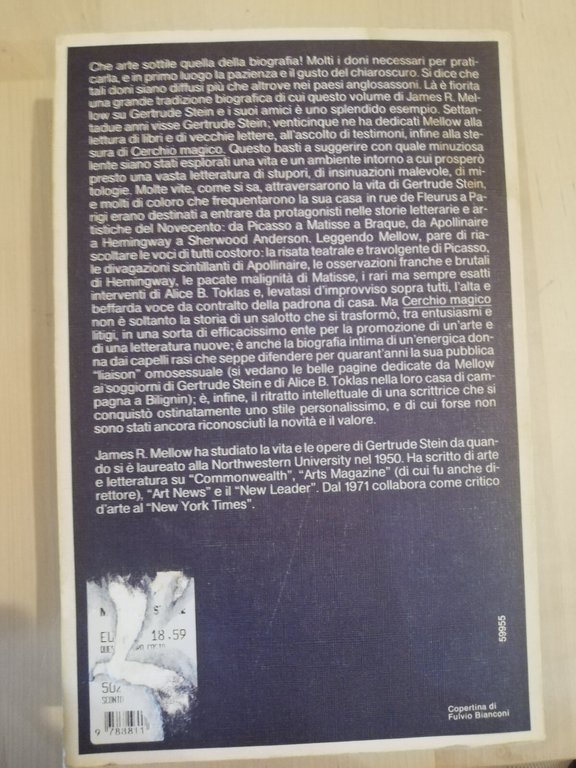 Che arte sottile quella della biografia! Molti i doni necessari per prati-
carla, e in primo luogo la pazienza e il gusto del chiaroscuro. Si dice che
tali doni siano diffusi più che altrove nei paesi anglosassoni. Là è fiorita
una grande tradizione biografica di cui questo volume di James R. Mel-
low su Gertrude Stein e i suoi amici è uno splendido esempio. Settan-
tadue anni visse Gertrude Stein; venticinque ne ha dedicati Mellow alla
lettura di libri e di vecchie lettere, all'ascolto di testimoni, infine alla ste-
sura di Cerchio magico. Questo basti a suggerire con quale minuziosa
lente siano stati esplorati una vita e un ambiente intorno a cui prosperò
presto una vasta letteratura di stupori, di insinuazioni malevole, di mi-
tologie. Molte vite, come si sa, attraversarono la vita di Gertrude Stein,
e molti di coloro che frequentarono la sua casa in rue de Fleurus a Pa-
rigi erano destinati a entrare da protagonisti nelle storie letterarie e ar-
tistiche del Novecento: da Picasso a Matisse a Braque, da Apollinaire
a Hemingway a Sherwood Anderson. Leggendo Mellow, pare di ria-
scoltare le voci di tutti costoro: la risata teatrale e travolgente di Picasso,
le divagazioni scintillanti di Apollinaire, le osservazioni franche e brutali
di Hemingway, le pacate malignità di Matisse, i rari ma sempre esatti
interventi di Alice B. Toklas e, levatasi d'improvviso sopra tutti, l'alta e
beffarda voce da contralto della padrona di casa. Ma Cerchio magico
non è soltanto la storia di un salotto che si trasformò, tra entusiasmi e
litigi, in una sorta di efficacissimo ente per la promozione di un'arte e
di una letteratura nuove; è anche la biografia intima di un'energica don-
na dai capelli rasi che seppe difendere per quarant'anni la sua pubblica
"liaison" omosessuale (si vedano le belle pagine dedicate da Mellow
ai soggiorni di Gertrude Stein e di Alice B. Toklas nella loro casa di cam-
pagna a Bilignin); è, infine, il ritratto intellettuale di una scrittrice che si
conquistò ostinatamente uno stile personalissimo, e di cui forse non
sono stati ancora riconosciuti la novità e il valore.
James R. Mellow ha studiato la vita e le opere di Gertrude Stein da quan-
do si è laureato alla Northwestern University nel 1950. Ha scritto di arte
e letteratura su "Commonwealth", "Arts Magazine" (di cui fu anche di-
rettore), "Art News" e il "New Leader". Dal 1971 collabora come critico
d'arte al "New York Times".
18.59
SCONTO
9 788811
59955
Copertina di
Fulvio Bianconi